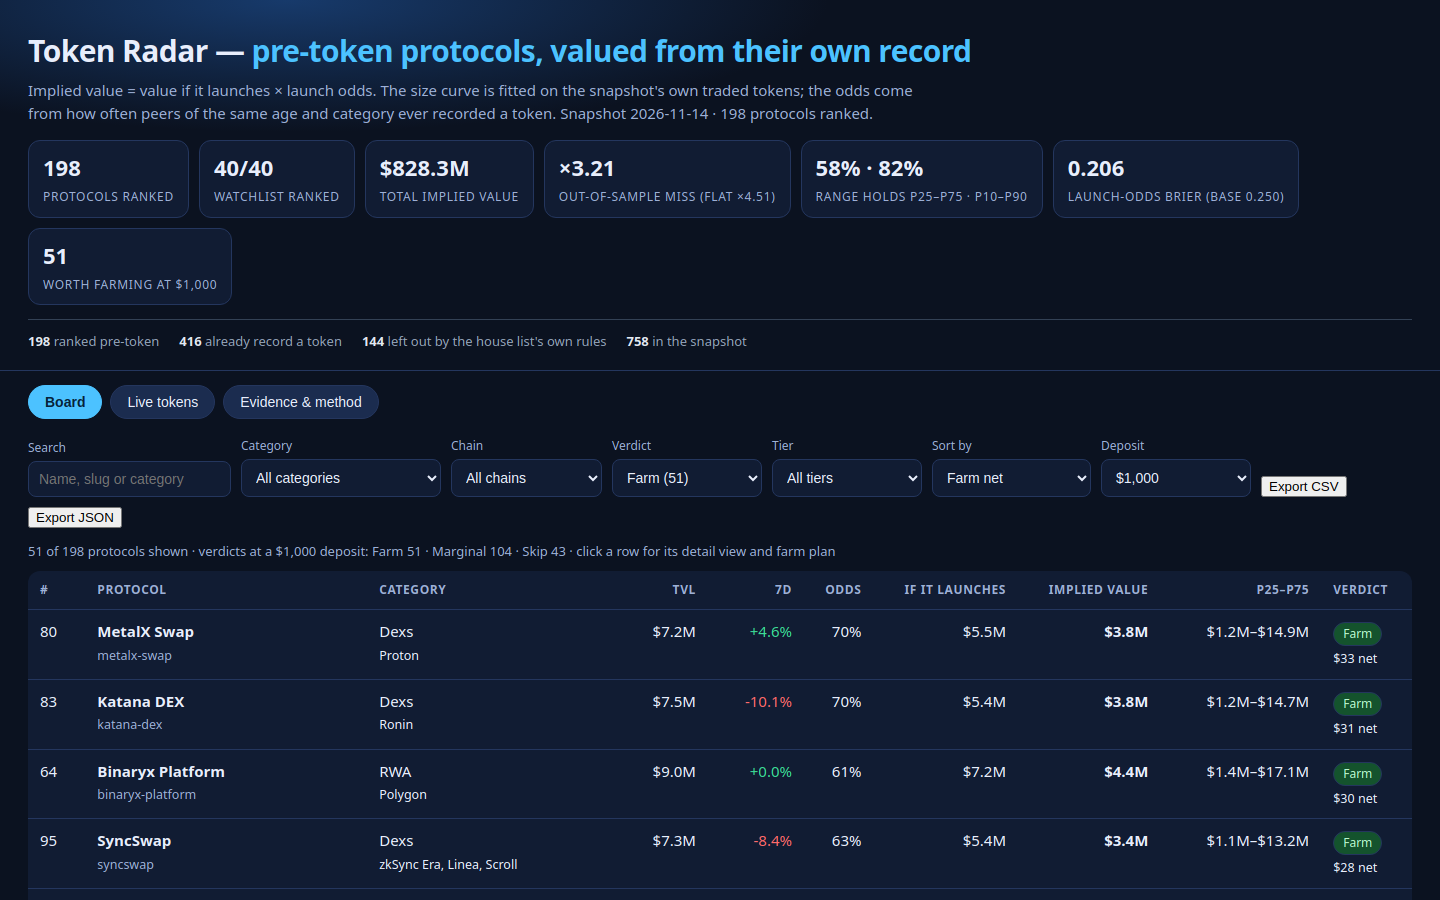 Token Radar — pre-token protocols, valued from their own record
Implied value = value if it launches × launch odds. The size curve is fitted on the snapshot's own traded tokens; the odds come
from how often peers of the same age and category ever recorded a token. Snapshot 2026-11-14 · 198 protocols ranked.
198
PROTOCOLS RANKED
40/40
WATCHLIST RANKED
$828.3M
TOTAL IMPLIED VALUE
×3.21
OUT-OF-SAMPLE MISS (FLAT ×4.51)
58% · 82%
RANGE HOLDS P25–P75 · P10–P90
0.206
LAUNCH-ODDS BRIER (BASE 0.250)
51
WORTH FARMING AT $1,000
198 ranked pre-token 416 already record a token 144 left out by the house list's own rules 758 in the snapshot
Board Live tokens Evidence & method
Search Category Chain Verdict Tier Sort by Deposit
Name, slug or category All categories All chains Farm (51) All tiers Farm net $1,000 Export CSV
Export JSON
51 of 198 protocols shown · verdicts at a $1,000 deposit: Farm 51 · Marginal 104 · Skip 43 · click a row for its detail view and farm plan
# PROTOCOL CATEGORY TVL 7D ODDS IF IT LAUNCHES IMPLIED VALUE P25–P75 VERDICT
80 MetalX Swap Dexs $7.2M +4.6% 70% $5.5M $3.8M $1.2M–$14.9M Farm
metalx-swap Proton $33 net
83 Katana DEX Dexs $7.5M -10.1% 70% $5.4M $3.8M $1.2M–$14.7M Farm
katana-dex Ronin $31 net
64 Binaryx Platform RWA $9.0M +0.0% 61% $7.2M $4.4M $1.4M–$17.1M Farm
binaryx-platform Polygon $30 net
95 SyncSwap Dexs $7.3M -8.4% 63% $5.4M $3.4M $1.1M–$13.2M Farm
syncswap zkSync Era, Linea, Scroll $28 net